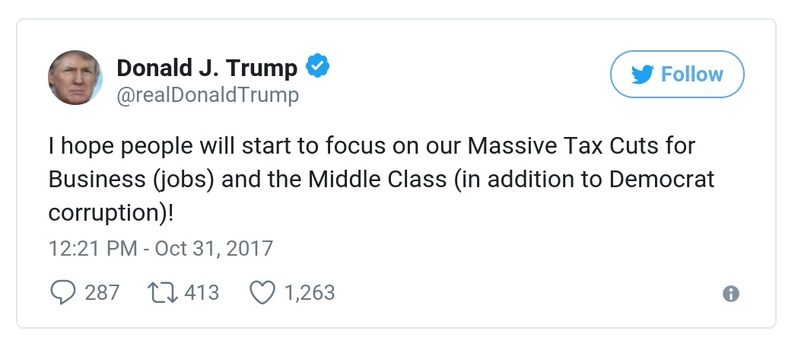 Donald J. Trump
@realDonaldTrump
Follow
I hope people will start to focus on our Massive Tax Cuts for
Business (jobs) and the Middle Class (in addition to Democrat
corruption)!
12:21 PM - Oct 31, 2017
287 413 1,263